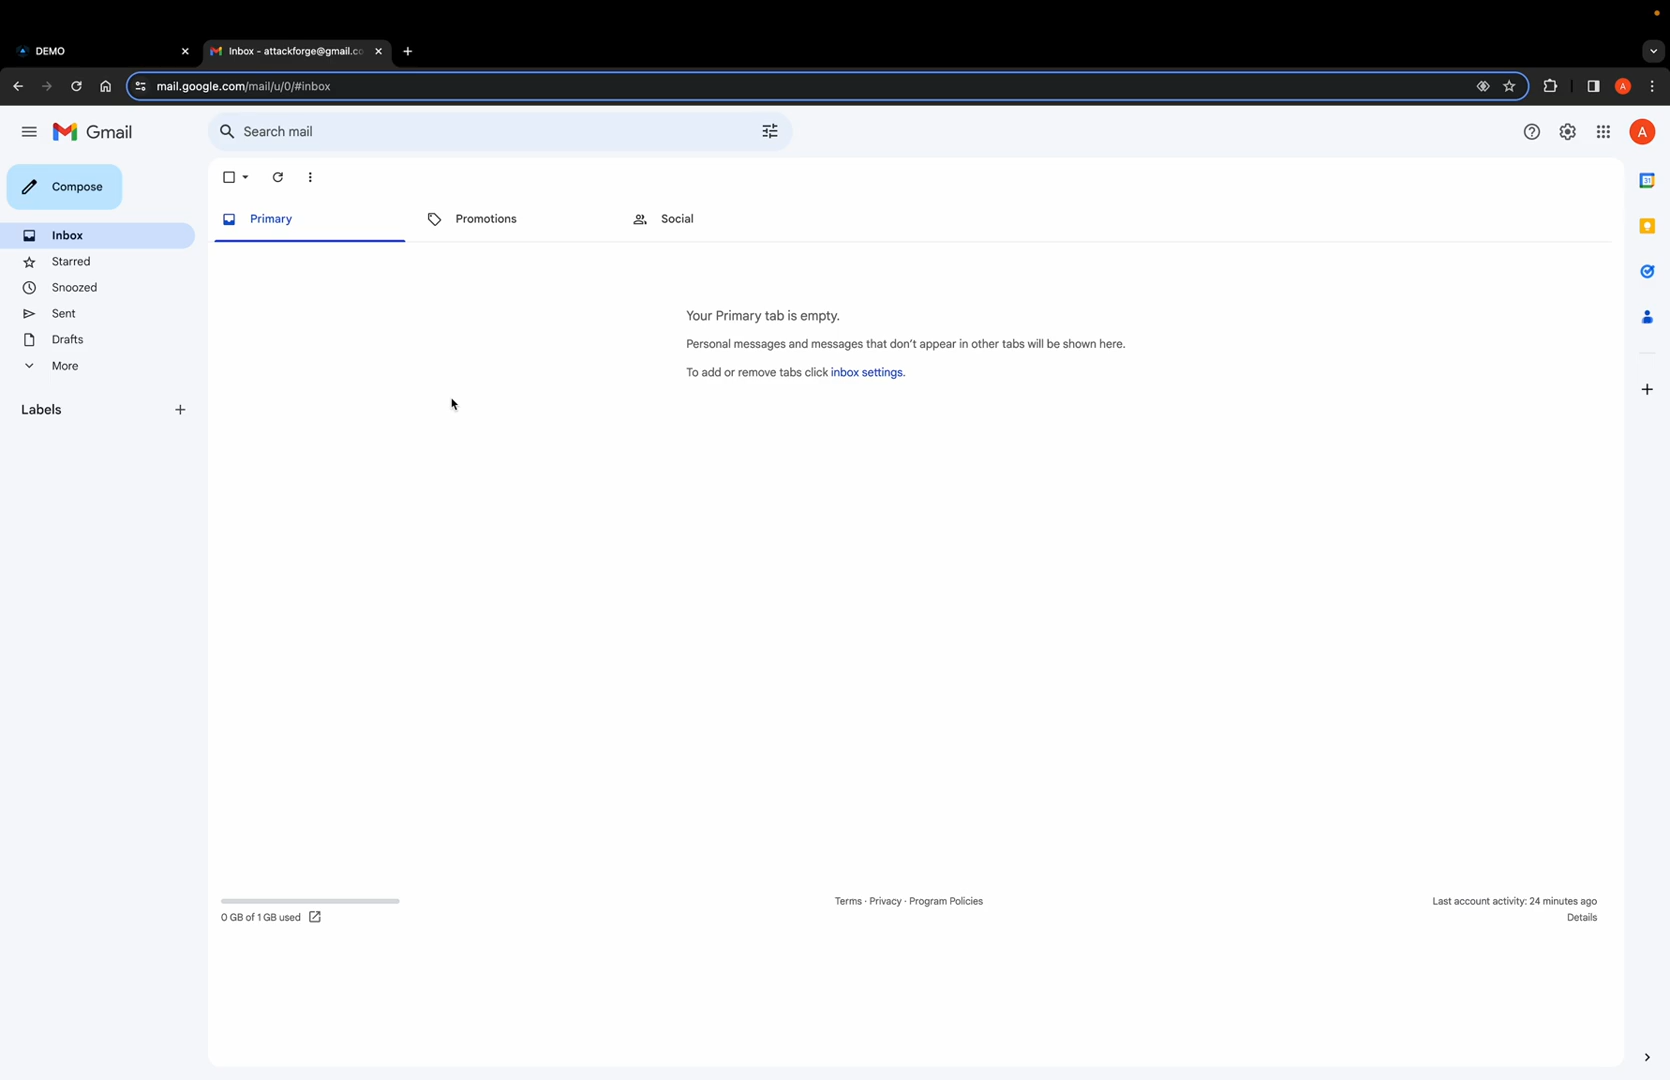 DEMO
Inbox - attackforge@gmail.co
mail.google.com/mail/u/0/#inbox
Gmail
Search mail
A
Compose
Primary
Promotions
Social
Inbox
Starred
Snoozed
Sent
Drafts
More
Labels
Your Primary tab is empty.
Personal messages and messages that don't appear in other tabs will be shown here.
To add or remove tabs click inbox settings.
0 GB of 1 GB used
Terms · Privacy · Program Policies
Last account activity: 24 minutes ago
Details
A
31